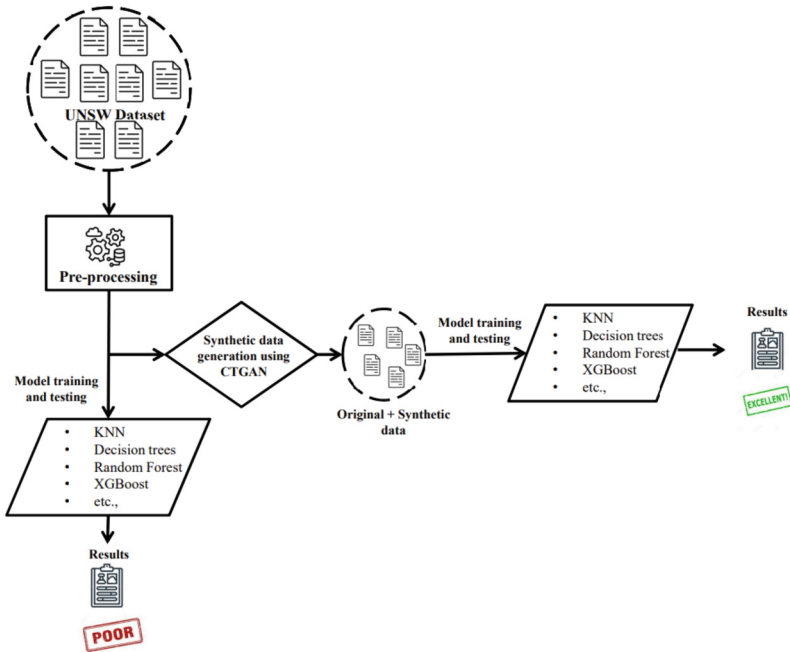 UNSW Dataset
Pre-processing
Synthetic data
generation using
CTGAN
Original + Synthetic
data
Model training
and testing
• KNN
• Decision trees
• Random Forest
• XGBoost
• etc.,
Results
EXCELLENT!
Model training
and testing
• KNN
• Decision trees
• Random Forest
• XGBoost
• etc.,
Results
POOR